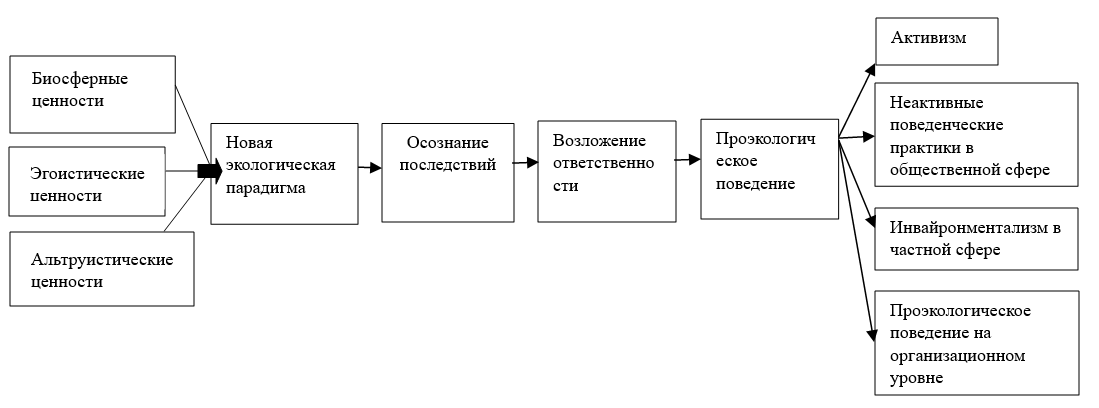 Биосферные
ценности
Эгоистические
ценности
Альтруистические
ценности
Новая
экологическая
парадигма
Осознание
последствий
Возложение
ответственно
сти
Проэкологич
еское
поведение
Активизм
Неактивные
поведенческие
практики в
общественной сфере
Инвайронментализм в
частной сфере
Проэкологическое
поведение на
организационном
уровне